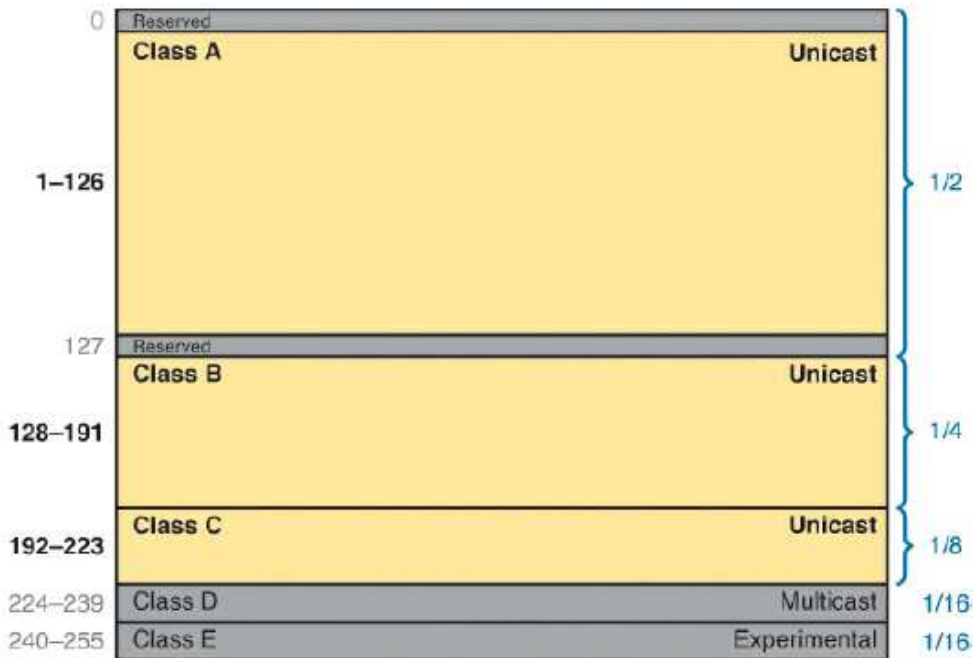 0 Reserved
Class A Unicast
1–126 1/2
127 Reserved
Class B Unicast
128–191 1/4
Class C Unicast
192–223 1/8
224–239 Class D Multicast 1/16
240–255 Class E Experimental 1/16